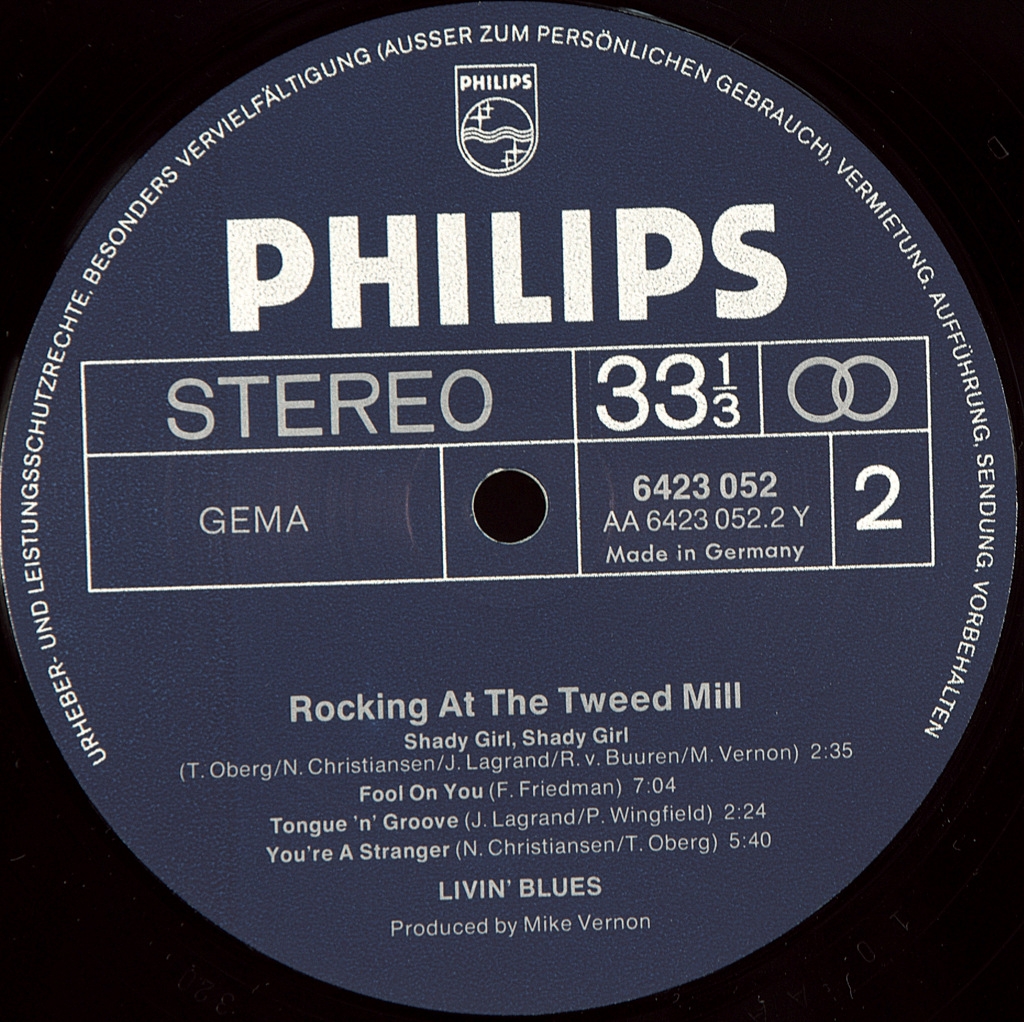 URHEBER- UND LEISTUNGSSCHUTZRECHTE, BESONDERS VERVIELFÄLTIGUNG (AUSSER ZUM PERSÖNLICHEN GEBRAUCH), VERMIETUNG, AUFFÜHRUNG, SENDUNG, VORBEHALTEN
PHILIPS
PHILIPS
STEREO 33 1/3
GEMA
6423 052
AA 6423 052.2 Y
Made in Germany
2
Rocking At The Tweed Mill
Shady Girl, Shady Girl
(T. Oberg/N. Christiansen/J. Lagrand/R. v. Buuren/M. Vernon) 2:35
Fool On You (F. Friedman) 7:04
Tongue 'n' Groove (J. Lagrand/P. Wingfield) 2:24
You're A Stranger (N. Christiansen/T. Oberg) 5:40
LIVIN' BLUES
Produced by Mike Vernon